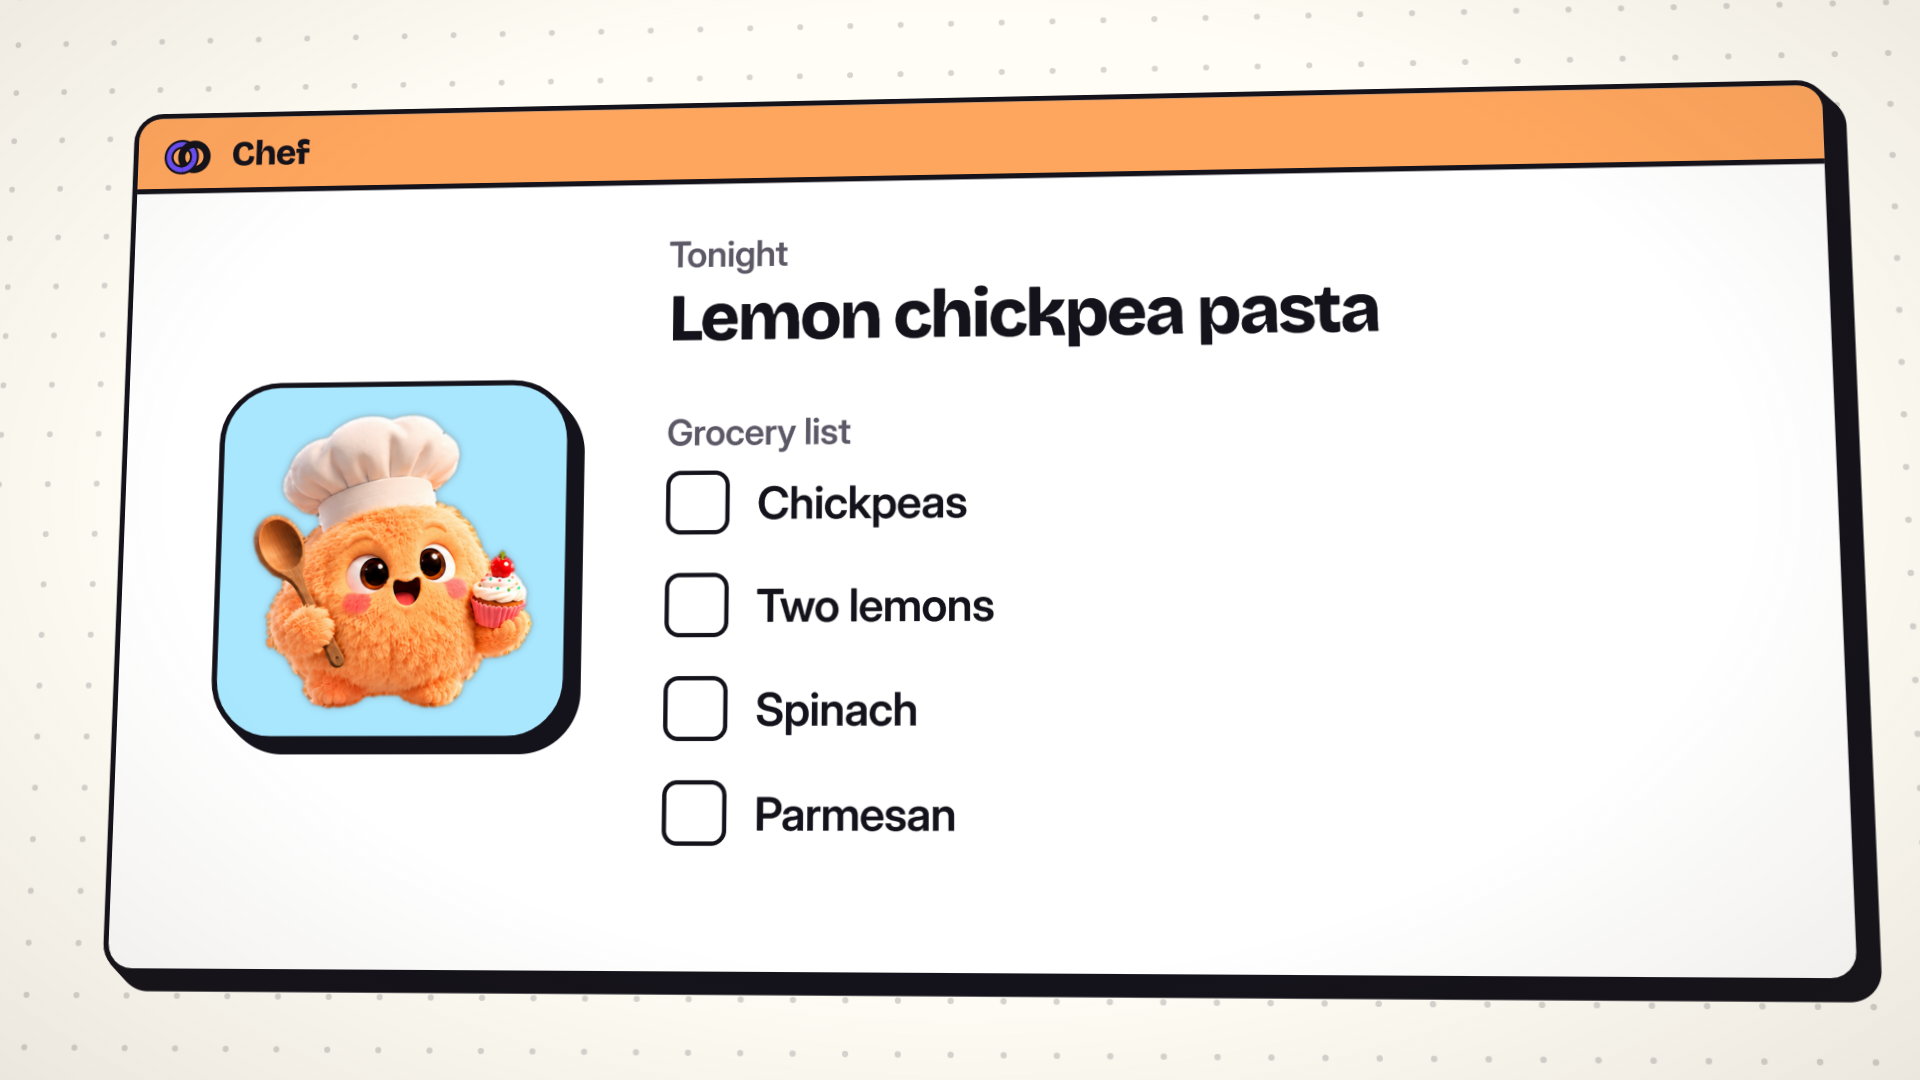 Chef
Tonight
Lemon chickpea pasta
Grocery list
Chickpeas
Two lemons
Spinach
Parmesan